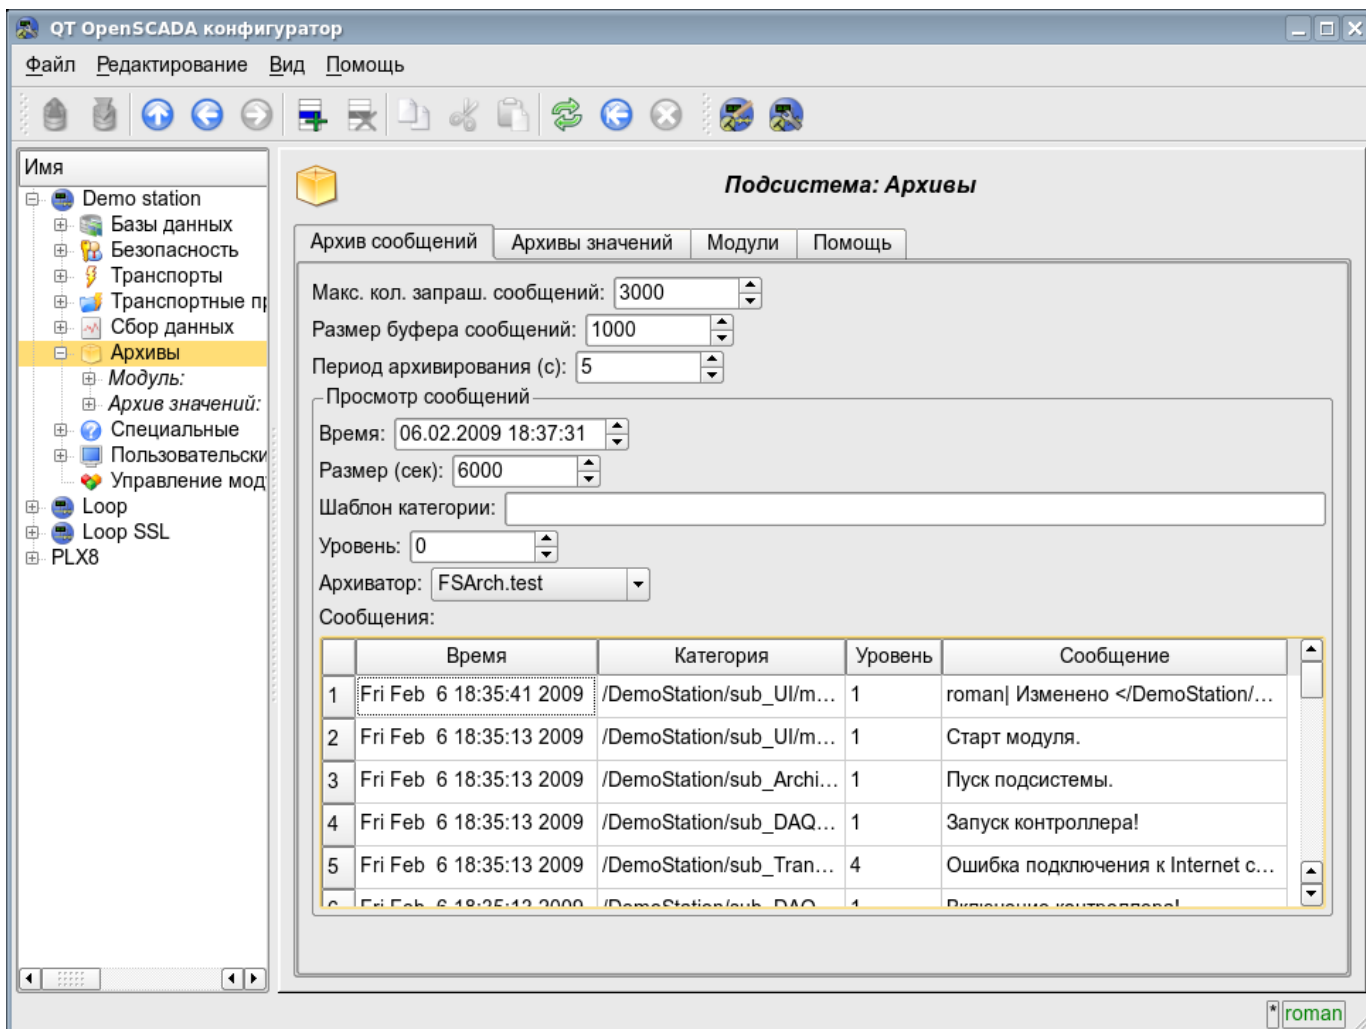 QT OpenSCADA конфигуратор
Файл Редактирование Вид Помощь
Имя
Demo station
Базы данных
Безопасность
Транспорты
Транспортные
Сбор данных
Архивы
Модуль:
Архив значений:
Специальные
Пользовательски
Управление мод
Loop
Loop SSL
PLX8
Подсистема: Архивы
Архив сообщений Архивы значений Модули Помощь
Макс. кол. запраш. сообщений: 3000
Размер буфера сообщений: 1000
Период архивирования (с): 5
Просмотр сообщений
Время: 06.02.2009 18:37:31
Размер (сек): 6000
Шаблон категории:
Уровень: 0
Архиватор: FSArch.test
Сообщения:
Время Категория Уровень Сообщение
1 Fri Feb 6 18:35:41 2009 /DemoStation/sub_UI/m... 1 roman| Изменено </DemoStation/...
2 Fri Feb 6 18:35:13 2009 /DemoStation/sub_UI/m... 1 Старт модуля.
3 Fri Feb 6 18:35:13 2009 /DemoStation/sub_Archi... 1 Пуск подсистемы.
4 Fri Feb 6 18:35:13 2009 /DemoStation/sub_DAQ... 1 Запуск контроллера!
5 Fri Feb 6 18:35:13 2009 /DemoStation/sub_Tran... 4 Ошибка подключения к Internet с...
* roman